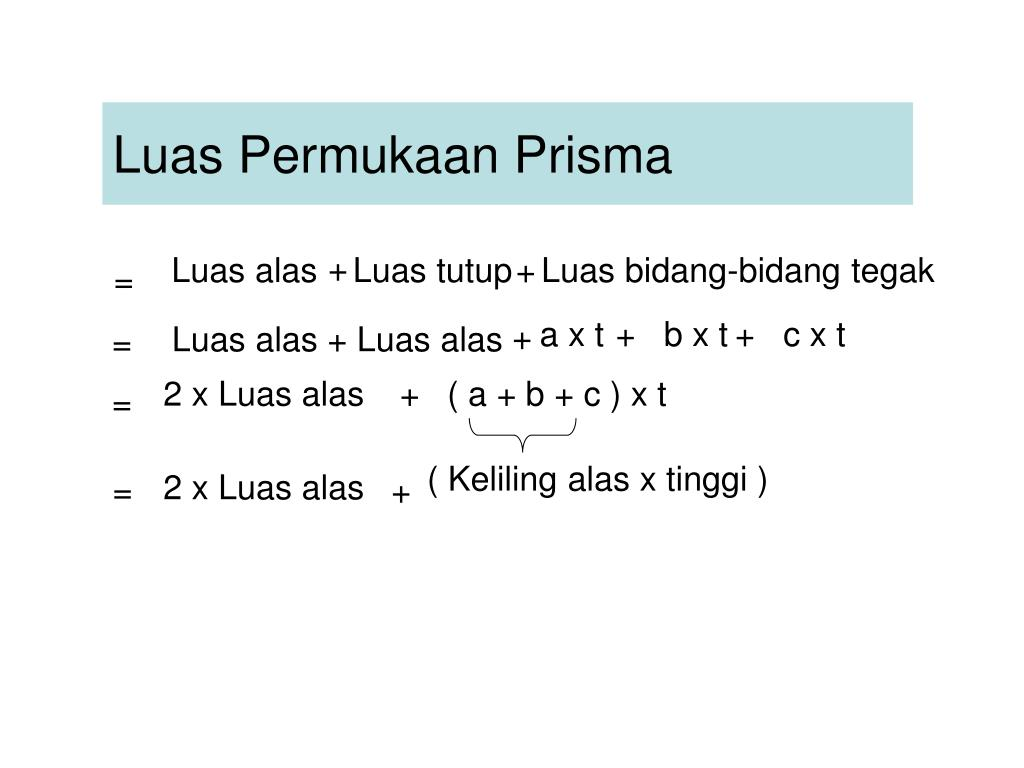 Luas Permukaan Prisma
= Luas alas + Luas tutup + Luas bidang-bidang tegak
= Luas alas + Luas alas + a x t + b x t + c x t
= 2 x Luas alas + ( a + b + c ) x t
= 2 x Luas alas + ( Keliling alas x tinggi )